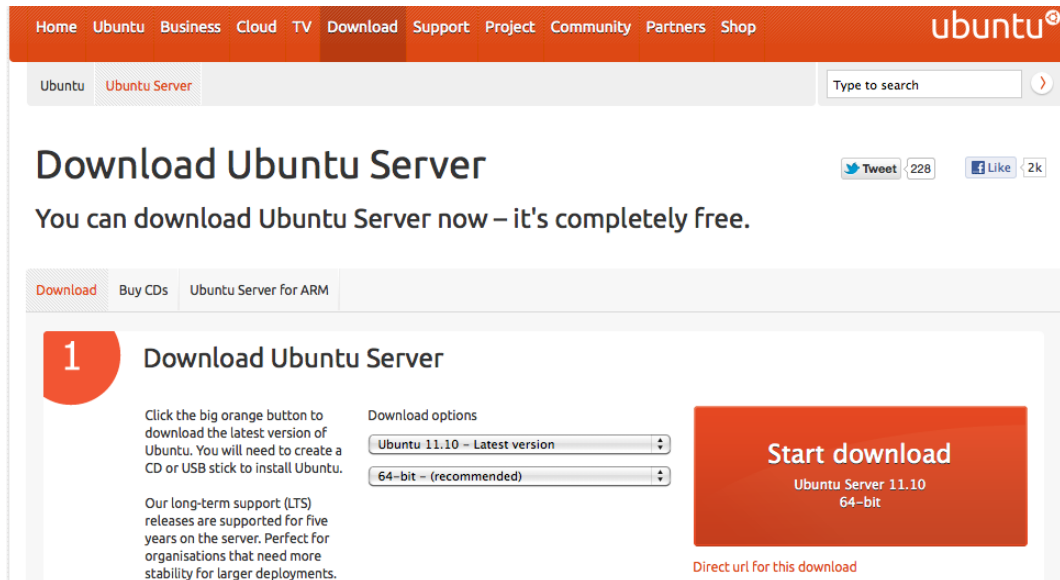 Home Ubuntu Business Cloud TV Download Support Project Community Partners Shop
ubuntu®
Ubuntu Ubuntu Server
Type to search
Download Ubuntu Server
Tweet 228
Like 2k
You can download Ubuntu Server now – it's completely free.
Download Buy CDs Ubuntu Server for ARM
1
Download Ubuntu Server
Click the big orange button to
download the latest version of
Ubuntu. You will need to create a
CD or USB stick to install Ubuntu.
Our long-term support (LTS)
releases are supported for five
years on the server. Perfect for
organisations that need more
stability for larger deployments.
Download options
Ubuntu 11.10 – Latest version
64-bit – (recommended)
Start download
Ubuntu Server 11.10
64-bit
Direct url for this download